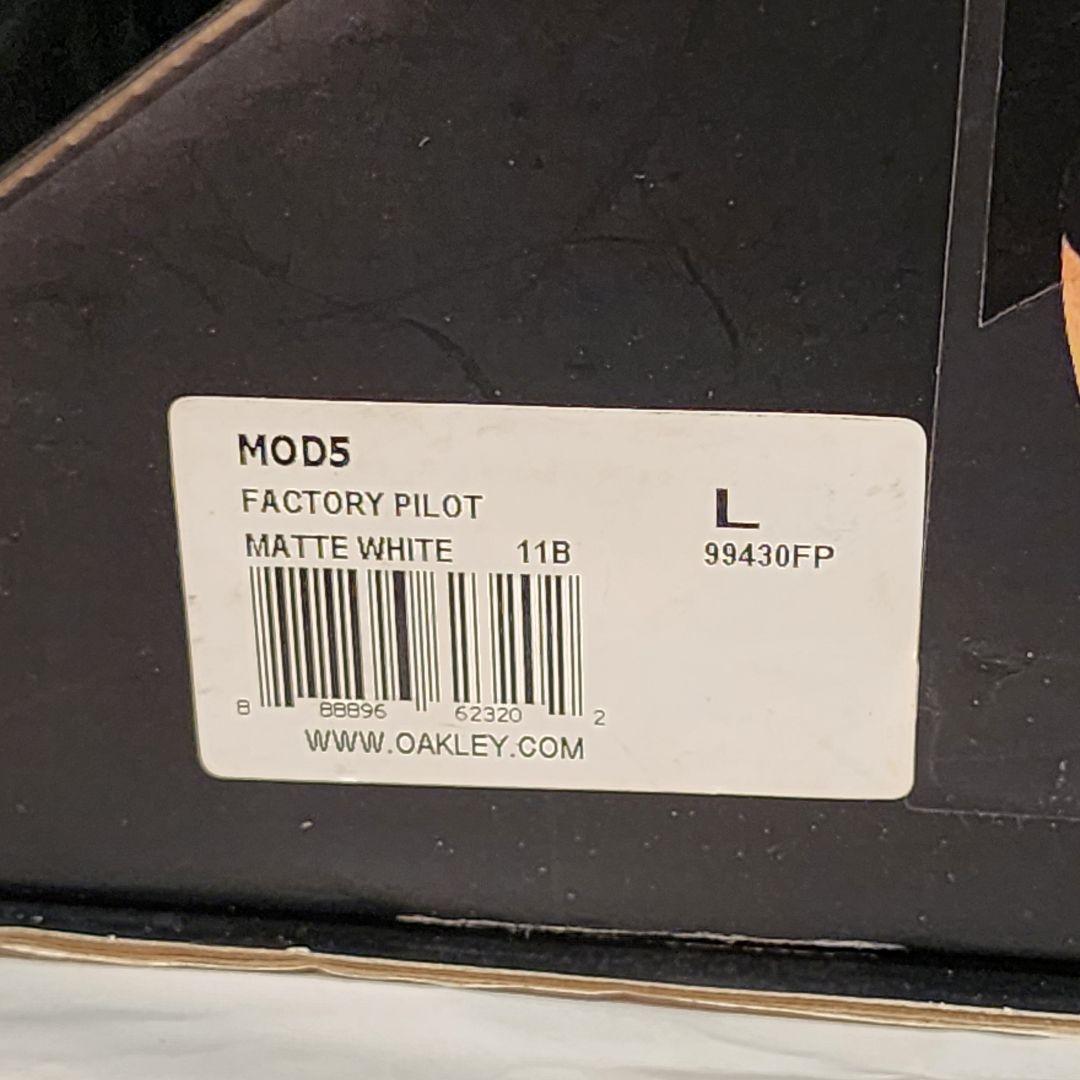 MOD5
FACTORY PILOT
L
MATTE WHITE 11B
99430FP
8 88896 62320 2
WWW.OAKLEY.COM